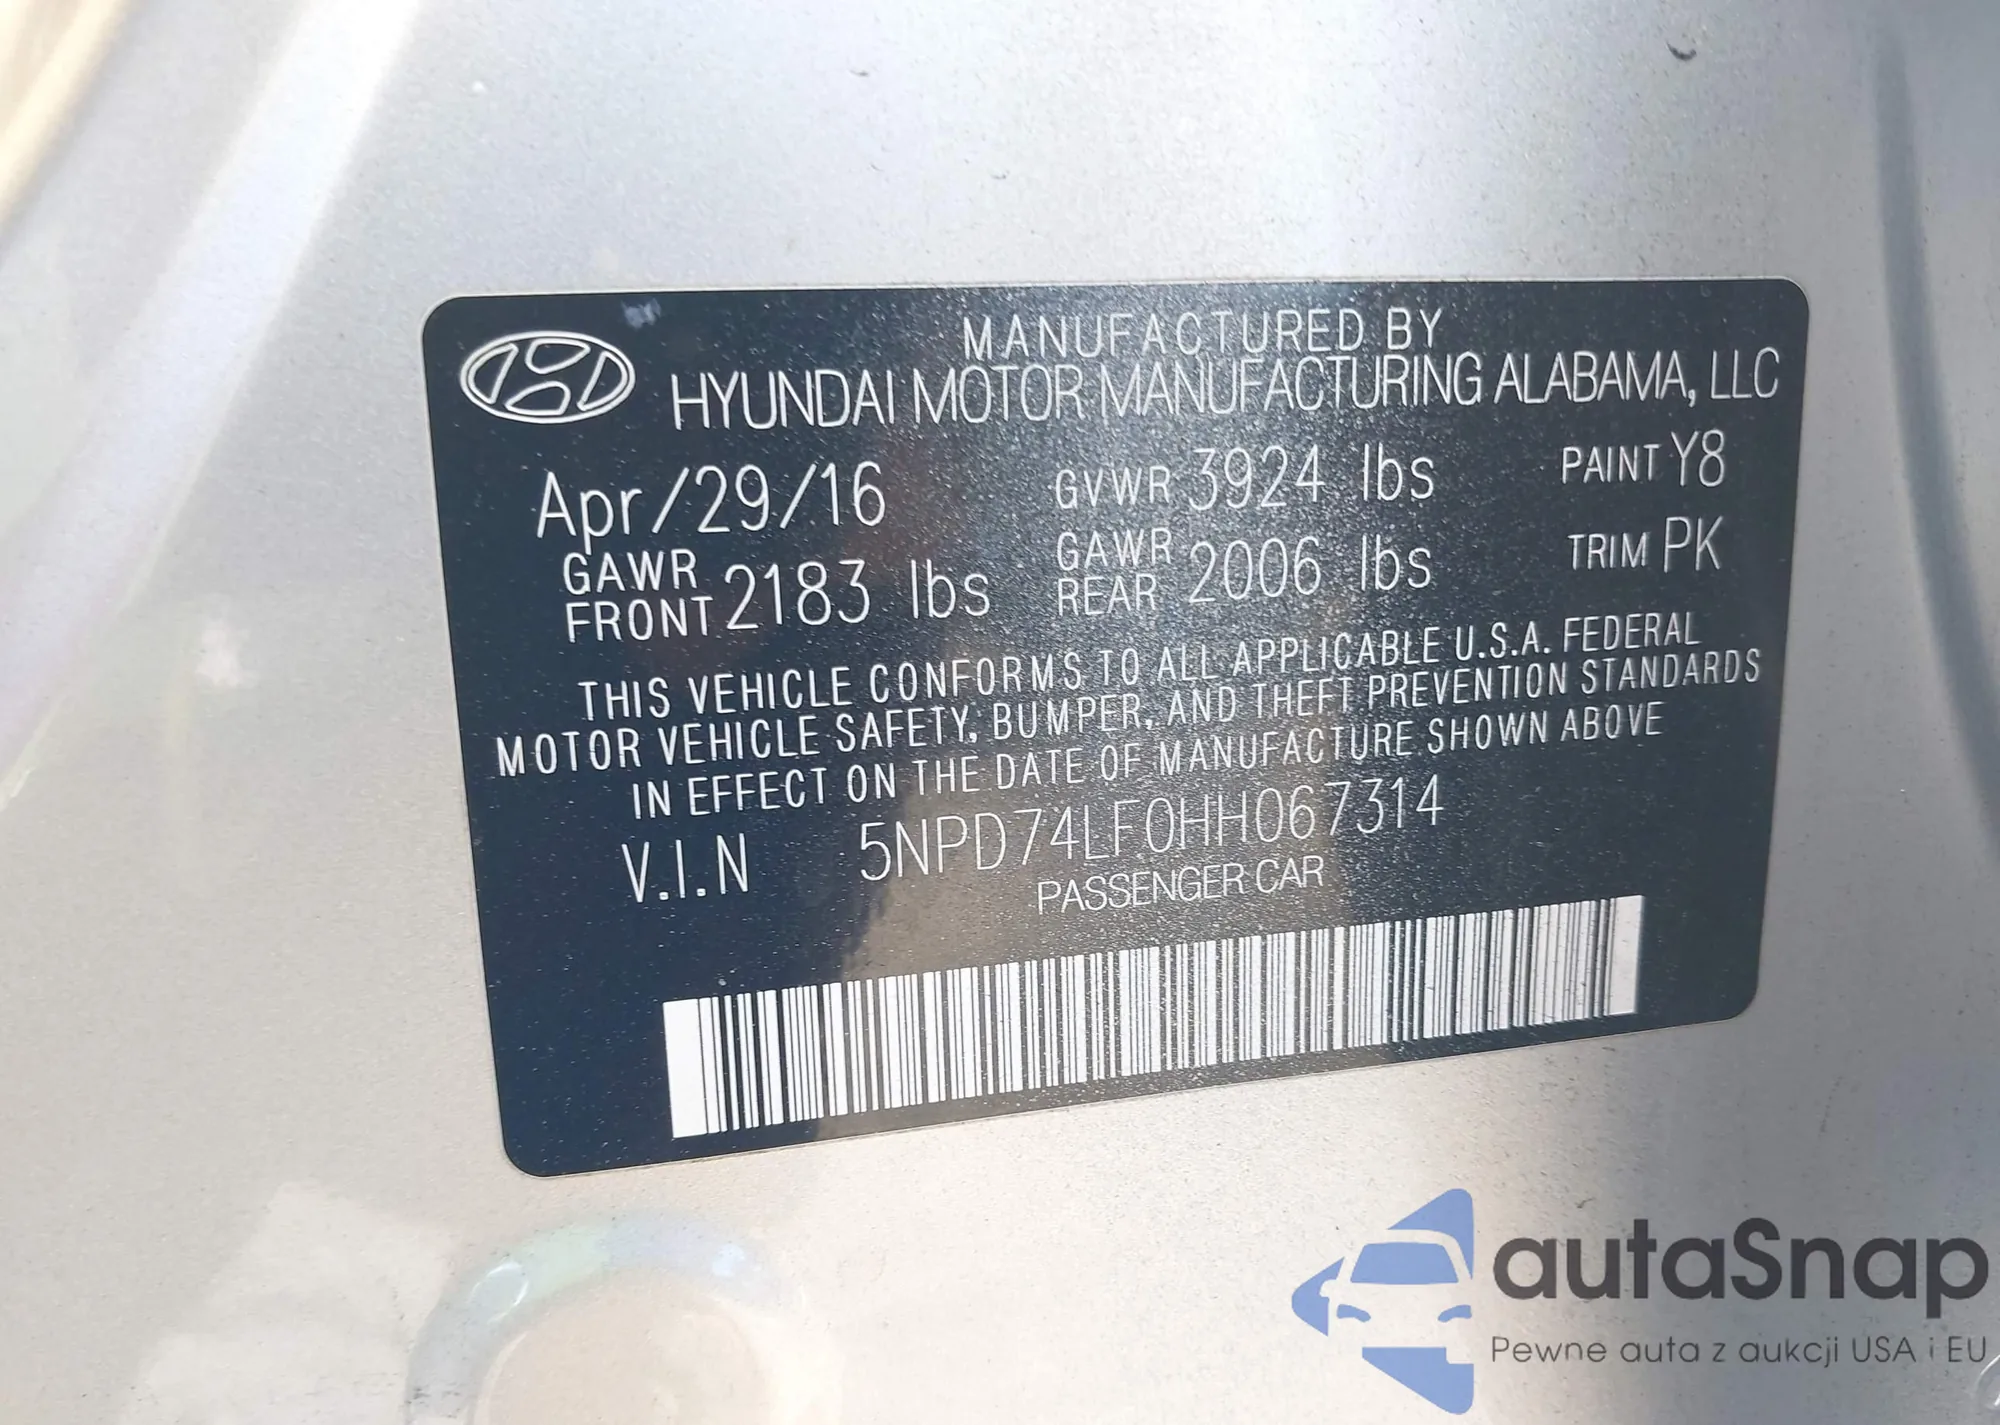 MANUFACTURED BY
HYUNDAI MOTOR MANUFACTURING ALABAMA, LLC
Apr/29/16 GVWR 3924 lbs PAINT Y8
GAWR FRONT 2183 lbs GAWR REAR 2006 lbs TRIM PK
THIS VEHICLE CONFORMS TO ALL APPLICABLE U.S.A. FEDERAL
MOTOR VEHICLE SAFETY, BUMPER, AND THEFT PREVENTION STANDARDS
IN EFFECT ON THE DATE OF MANUFACTURE SHOWN ABOVE
V.I.N 5NPD74LF0HH067314
PASSENGER CAR
autaSnap
Pewne auta z aukcji USA i EU